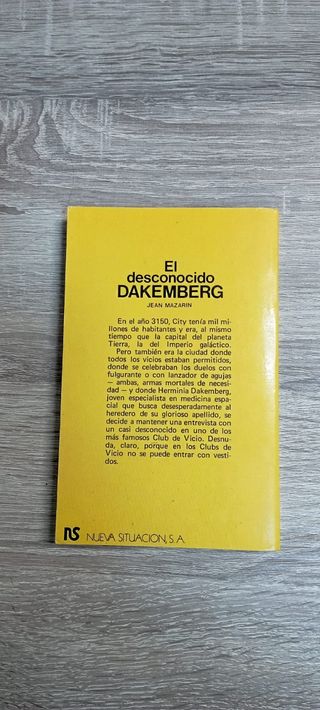 El
desconocido
DAKEMBERG
JEAN MAZARIN
En el año 3150, City tenía mil mi-
llones de habitantes y era, al mismo
tiempo que la capital del planeta
Tierra, la del Imperio galáctico.
Pero también era la ciudad donde
todos los vicios estaban permitidos,
donde se celebraban los duelos con
fulgurante o con lanzador de agujas
— ambas, armas mortales de necesi-
dad — y donde Herminia Dakemberg,
joven especialista en medicina espa-
cial que busca desesperadamente al
heredero de su glorioso apellido, se
decide a mantener una entrevista con
un casi desconocido en uno de los
más famosos Club de Vicio. Desnu-
da, claro, porque en los Clubs de
Vicio no se puede entrar con vesti-
dos.
ns NUEVA SITUACION, S.A.